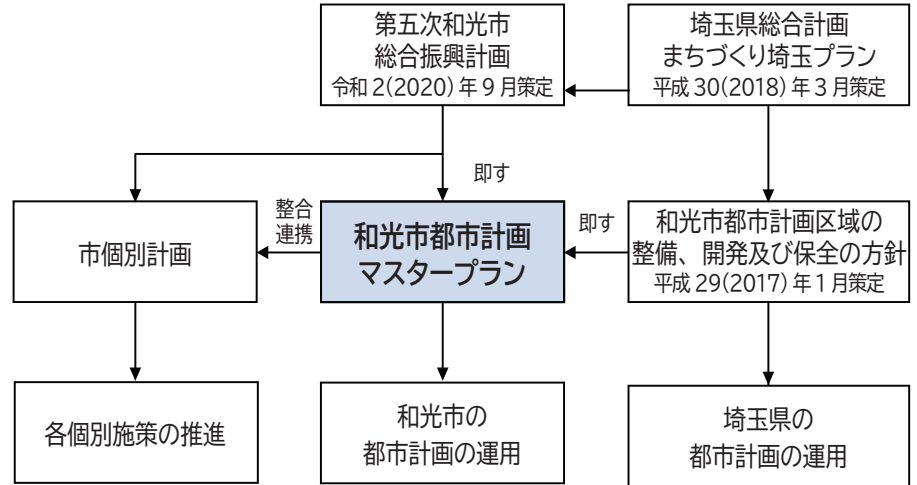 第五次和光市
総合振興計画
令和 2(2020) 年 9 月策定
埼玉県総合計画
まちづくり埼玉プラン
平成 30(2018) 年 3 月策定
即す
市個別計画
整合
連携
和光市都市計画
マスタープラン
即す
和光市都市計画区域の
整備、開発及び保全の方針
平成 29(2017) 年 1 月策定
各個別施策の推進
和光市の
都市計画の運用
埼玉県の
都市計画の運用